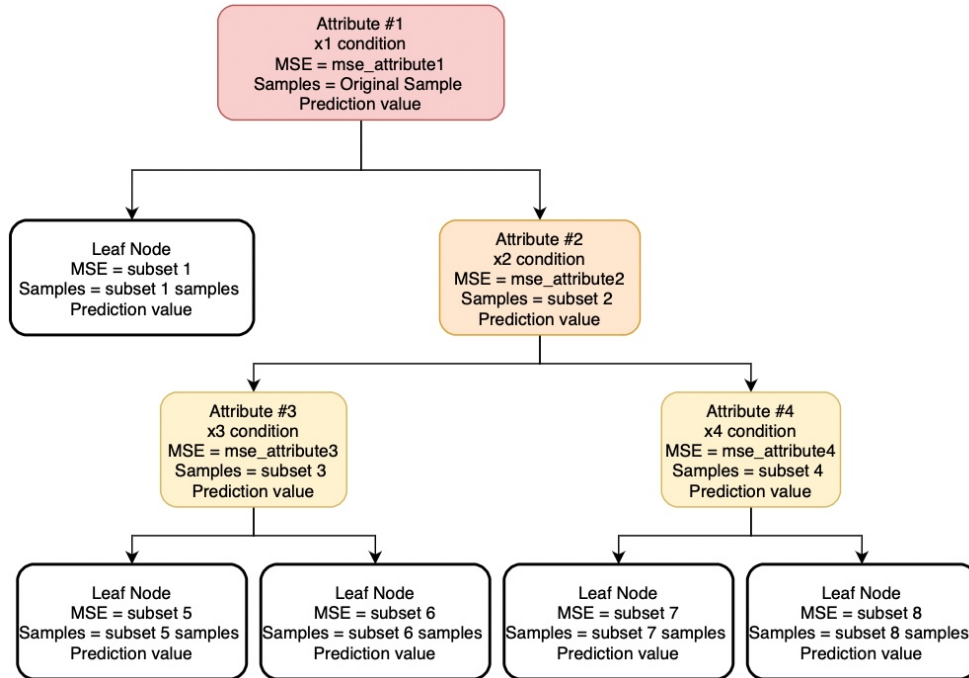 Attribute #1
x1 condition
MSE = mse_attribute1
Samples = Original Sample
Prediction value
Leaf Node
MSE = subset 1
Samples = subset 1 samples
Prediction value
Attribute #2
x2 condition
MSE = mse_attribute2
Samples = subset 2
Prediction value
Attribute #3
x3 condition
MSE = mse_attribute3
Samples = subset 3
Prediction value
Attribute #4
x4 condition
MSE = mse_attribute4
Samples = subset 4
Prediction value
Leaf Node
MSE = subset 5
Samples = subset 5 samples
Prediction value
Leaf Node
MSE = subset 6
Samples = subset 6 samples
Prediction value
Leaf Node
MSE = subset 7
Samples = subset 7 samples
Prediction value
Leaf Node
MSE = subset 8
Samples = subset 8 samples
Prediction value